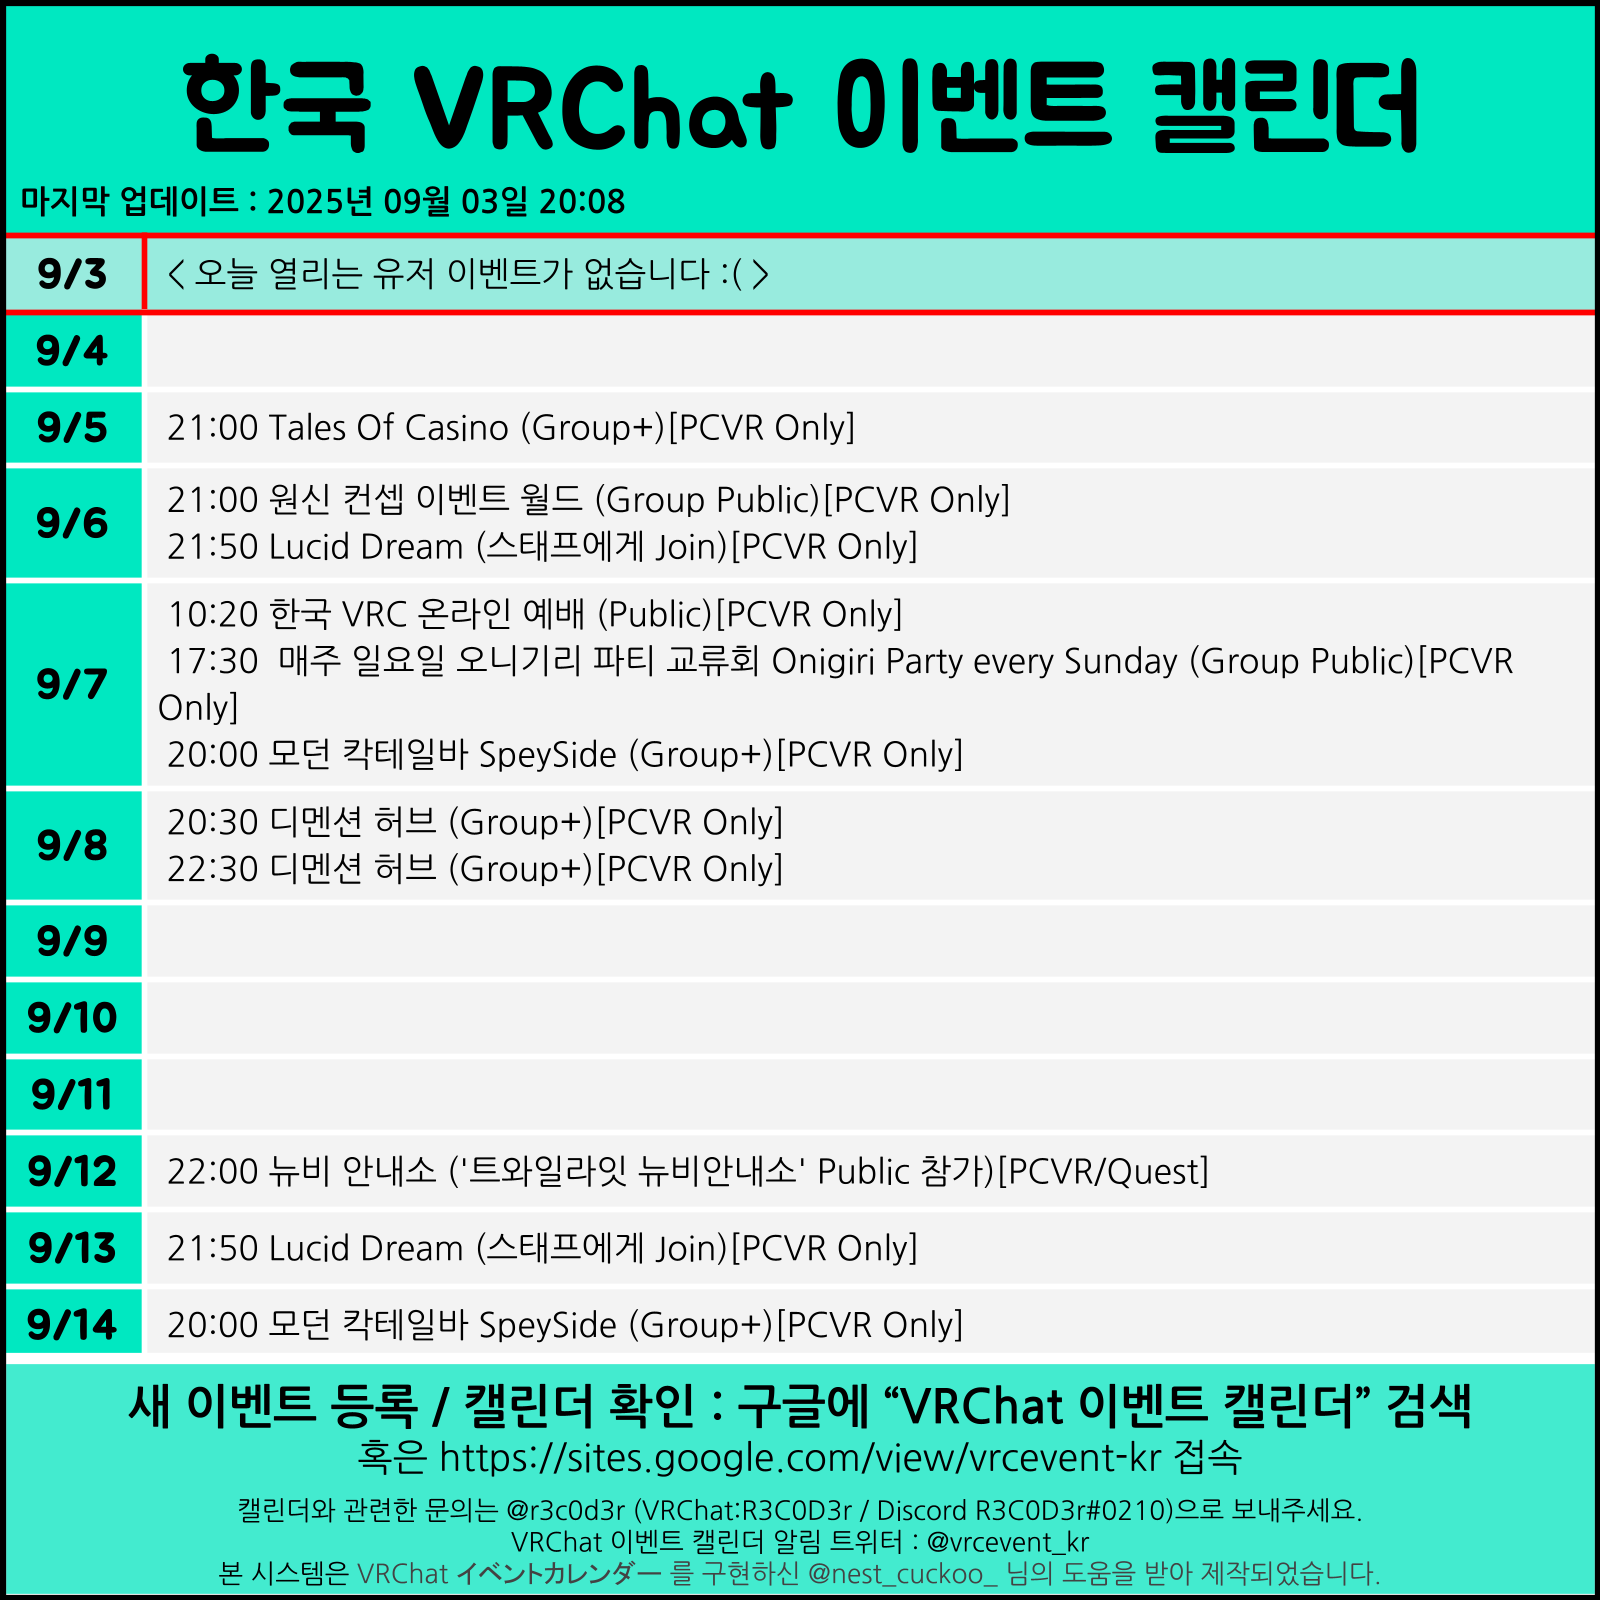 한국 VRChat 이벤트 캘린더
마지막 업데이트 : 2025년 09월 03일 20:08
9/3 < 오늘 열리는 유저 이벤트가 없습니다 :( >
9/4
9/5 21:00 Tales Of Casino (Group+)[PCVR Only]
9/6 21:00 원신 컨셉 이벤트 월드 (Group Public)[PCVR Only]
21:50 Lucid Dream (스태프에게 Join)[PCVR Only]
9/7 10:20 한국 VRC 온라인 예배 (Public)[PCVR Only]
17:30 매주 일요일 오니기리 파티 교류회 Onigiri Party every Sunday (Group Public)[PCVR
Only]
20:00 모던 칵테일바 SpeySide (Group+)[PCVR Only]
9/8 20:30 디멘션 허브 (Group+)[PCVR Only]
22:30 디멘션 허브 (Group+)[PCVR Only]
9/9
9/10
9/11
9/12 22:00 뉴비 안내소 ('트와일라잇 뉴비안내소' Public 참가)[PCVR/Quest]
9/13 21:50 Lucid Dream (스태프에게 Join)[PCVR Only]
9/14 20:00 모던 칵테일바 SpeySide (Group+)[PCVR Only]
새 이벤트 등록 / 캘린더 확인 : 구글에 “VRChat 이벤트 캘린더” 검색
혹은 https://sites.google.com/view/vrcevent-kr 접속
캘린더와 관련한 문의는 @r3c0d3r (VRChat:R3C0D3r / Discord R3C0D3r#0210)으로 보내주세요.
VRChat 이벤트 캘린더 알림 트위터 : @vrcevent_kr
본 시스템은 VRChat イベントカレンダー 를 구현하신 @nest_cuckoo_ 님의 도움을 받아 제작되었습니다.